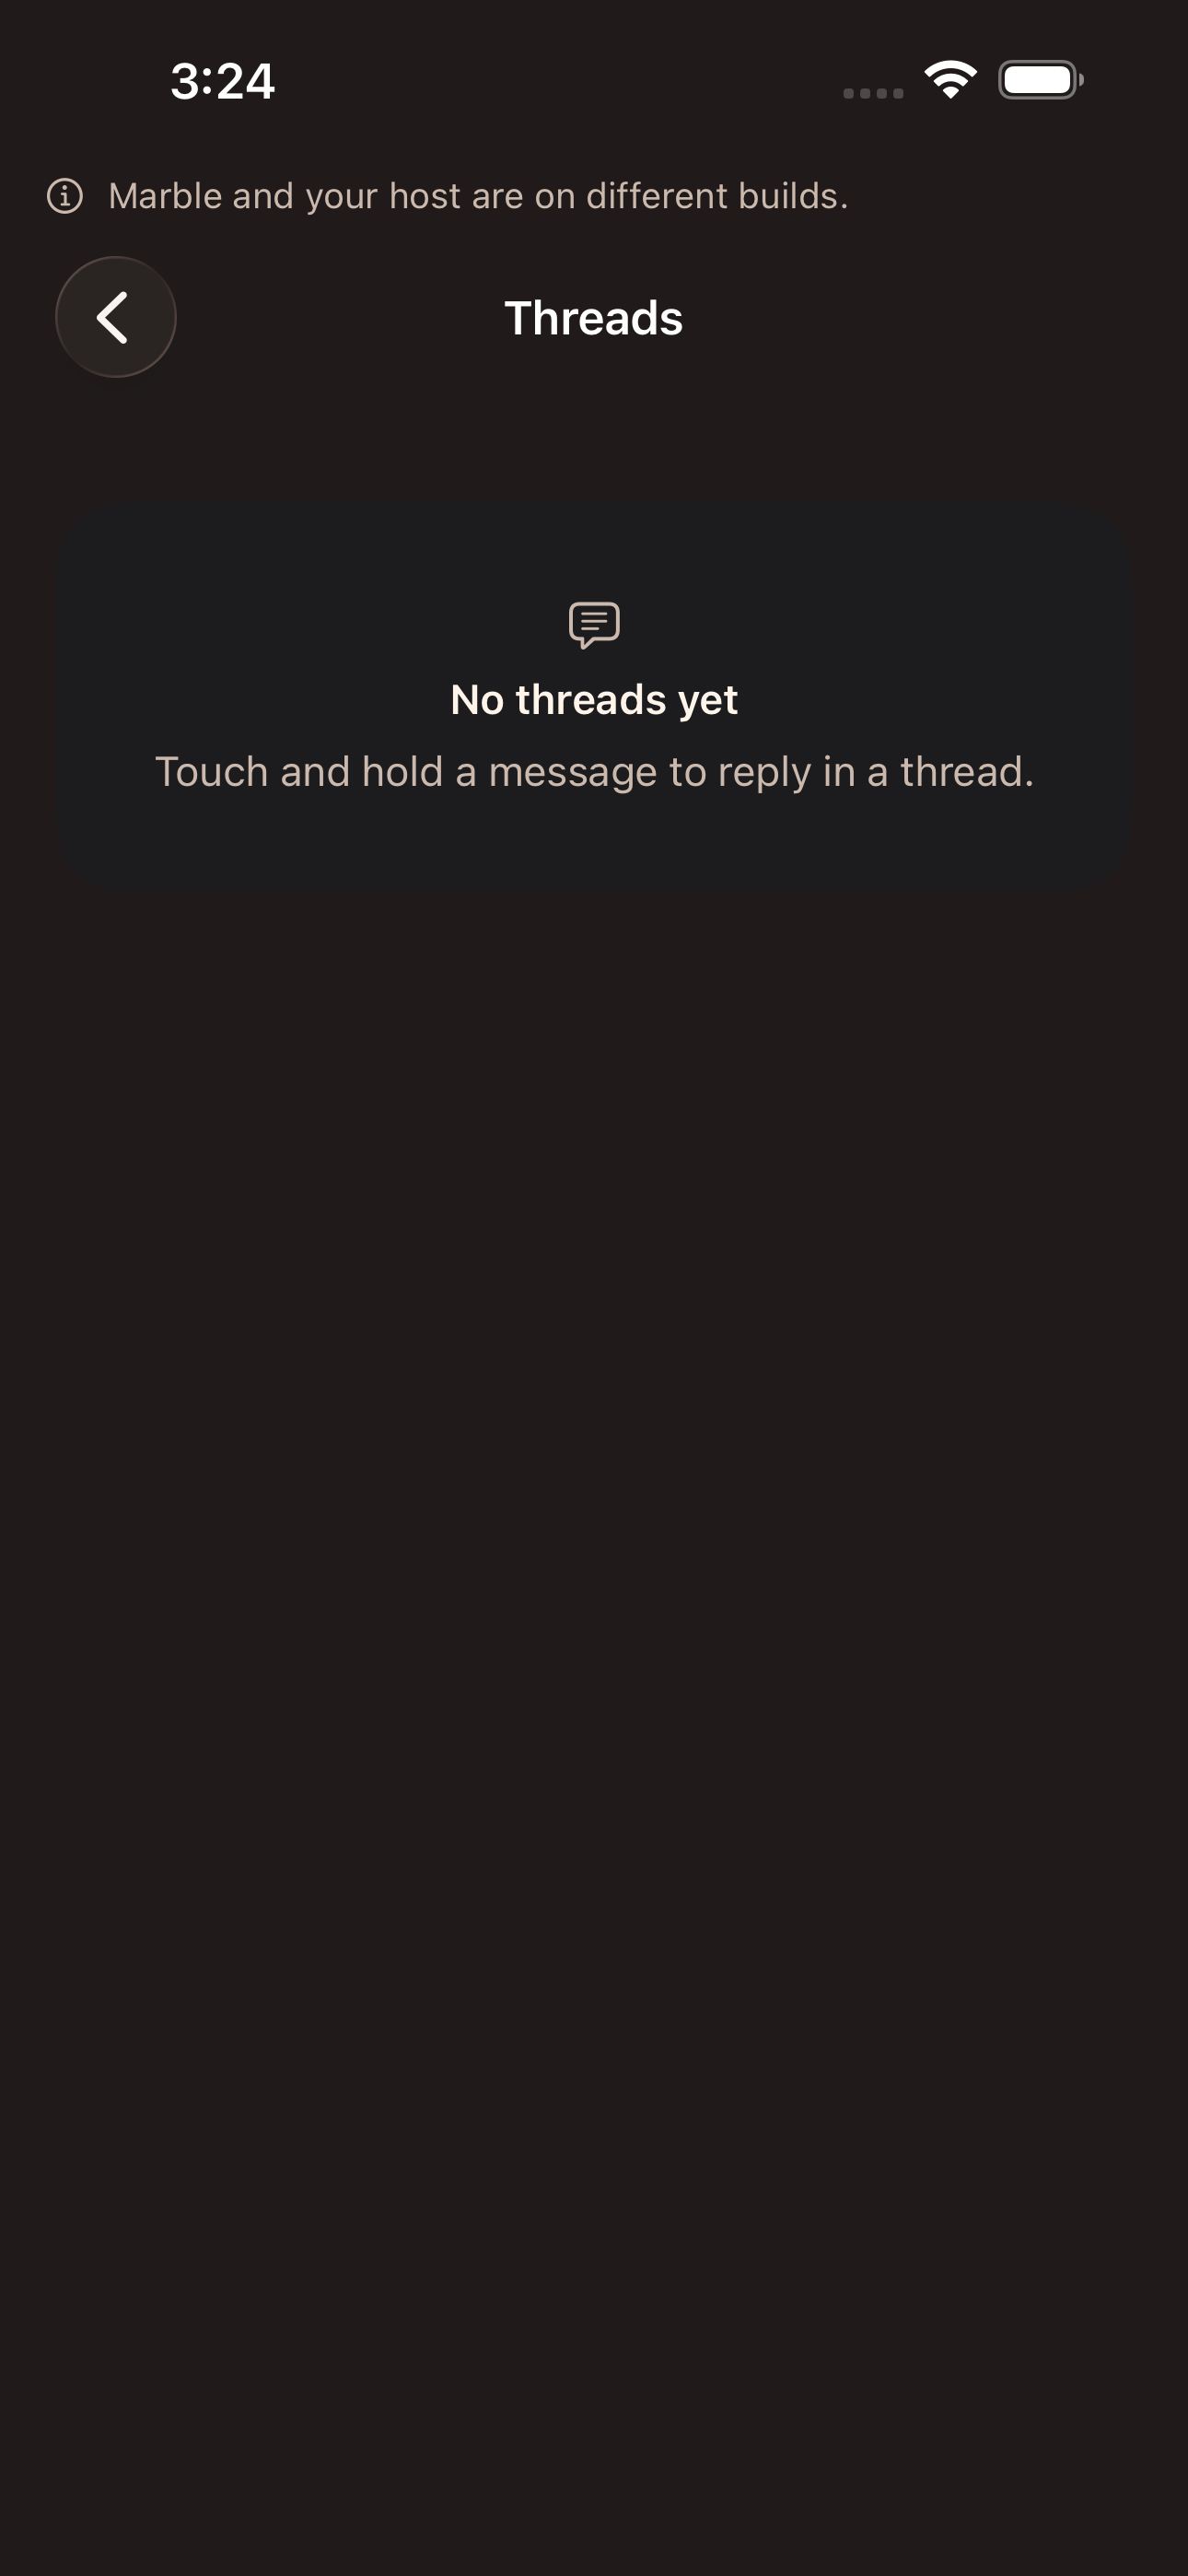 3:24
Marble and your host are on different builds.
Threads
No threads yet
Touch and hold a message to reply in a thread.